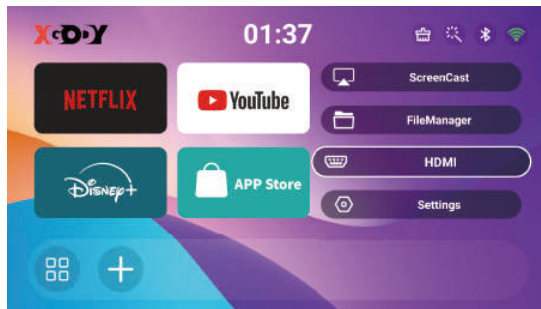 XGODY
01:37
NETFLIX
YouTube
ScreenCast
FileManager
Disney+
APP Store
HDMI
Settings